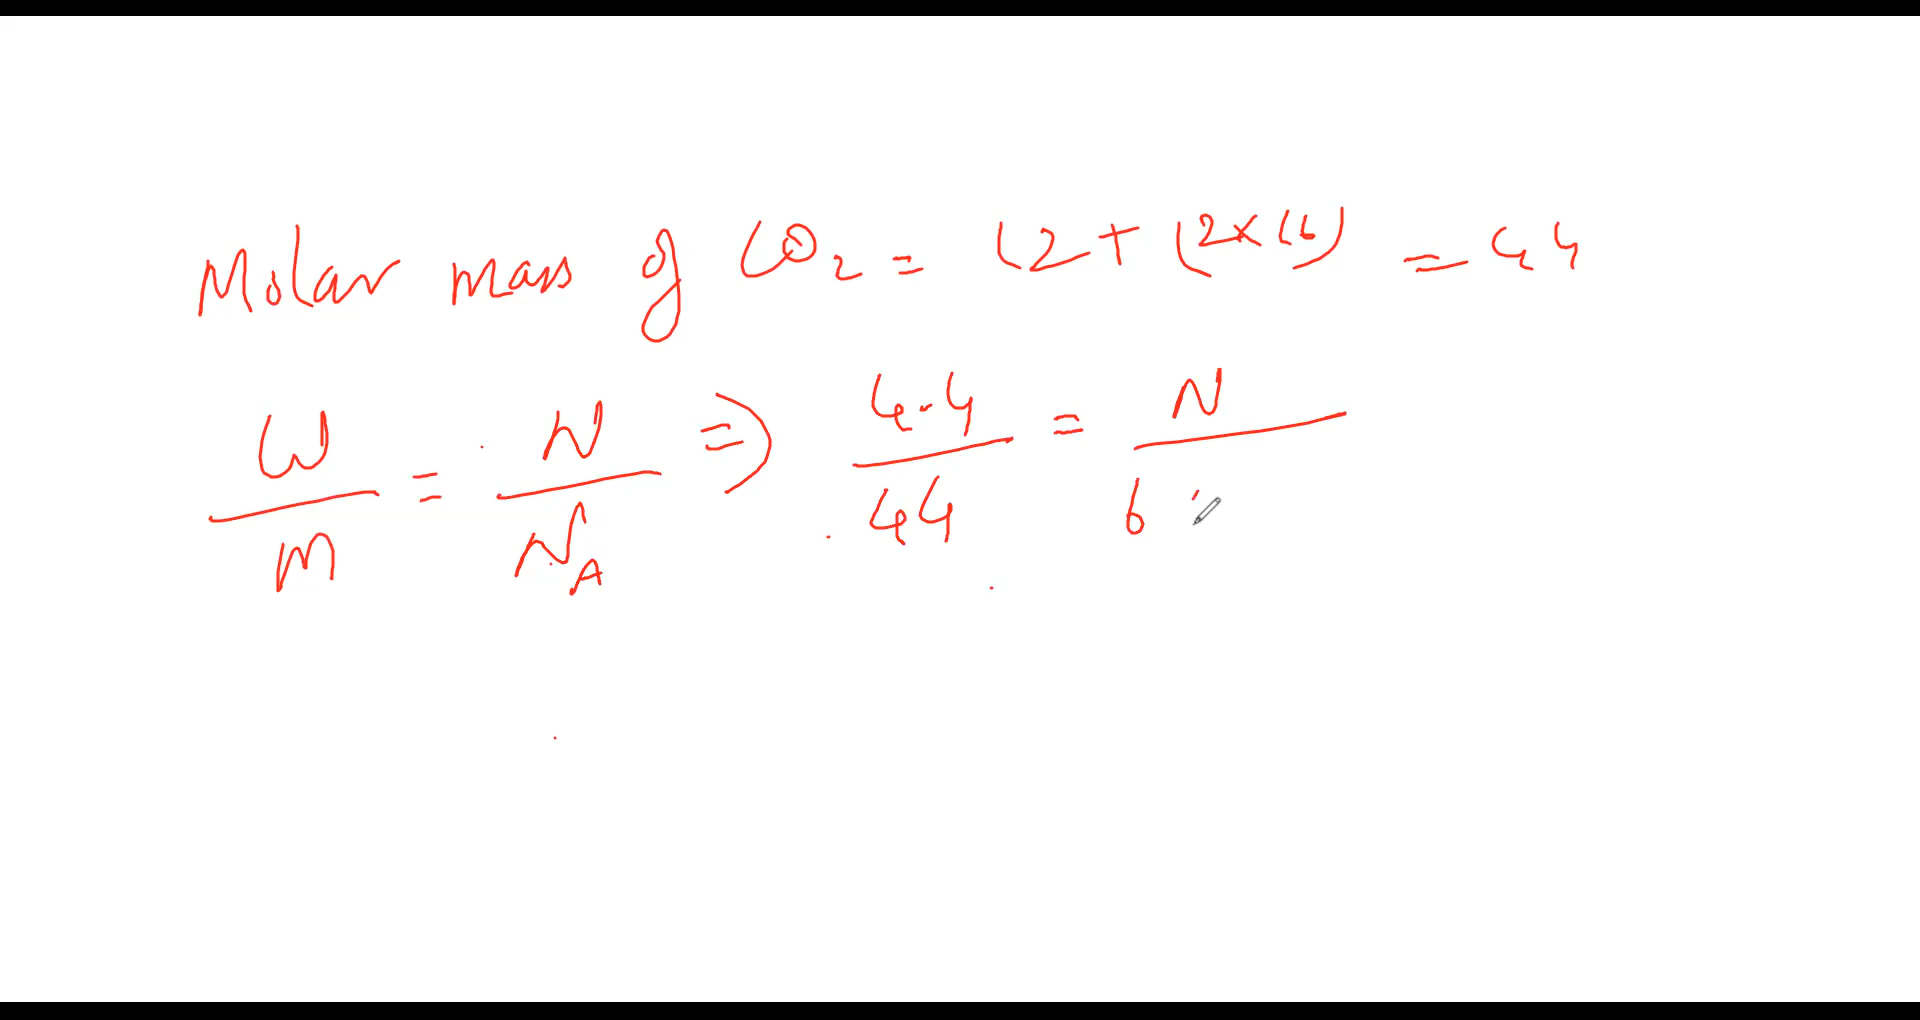 Molar mass of CO2 = 12 + (2×16) = 44
W/M = N/NA ⇒ 4.4/44 = N/6